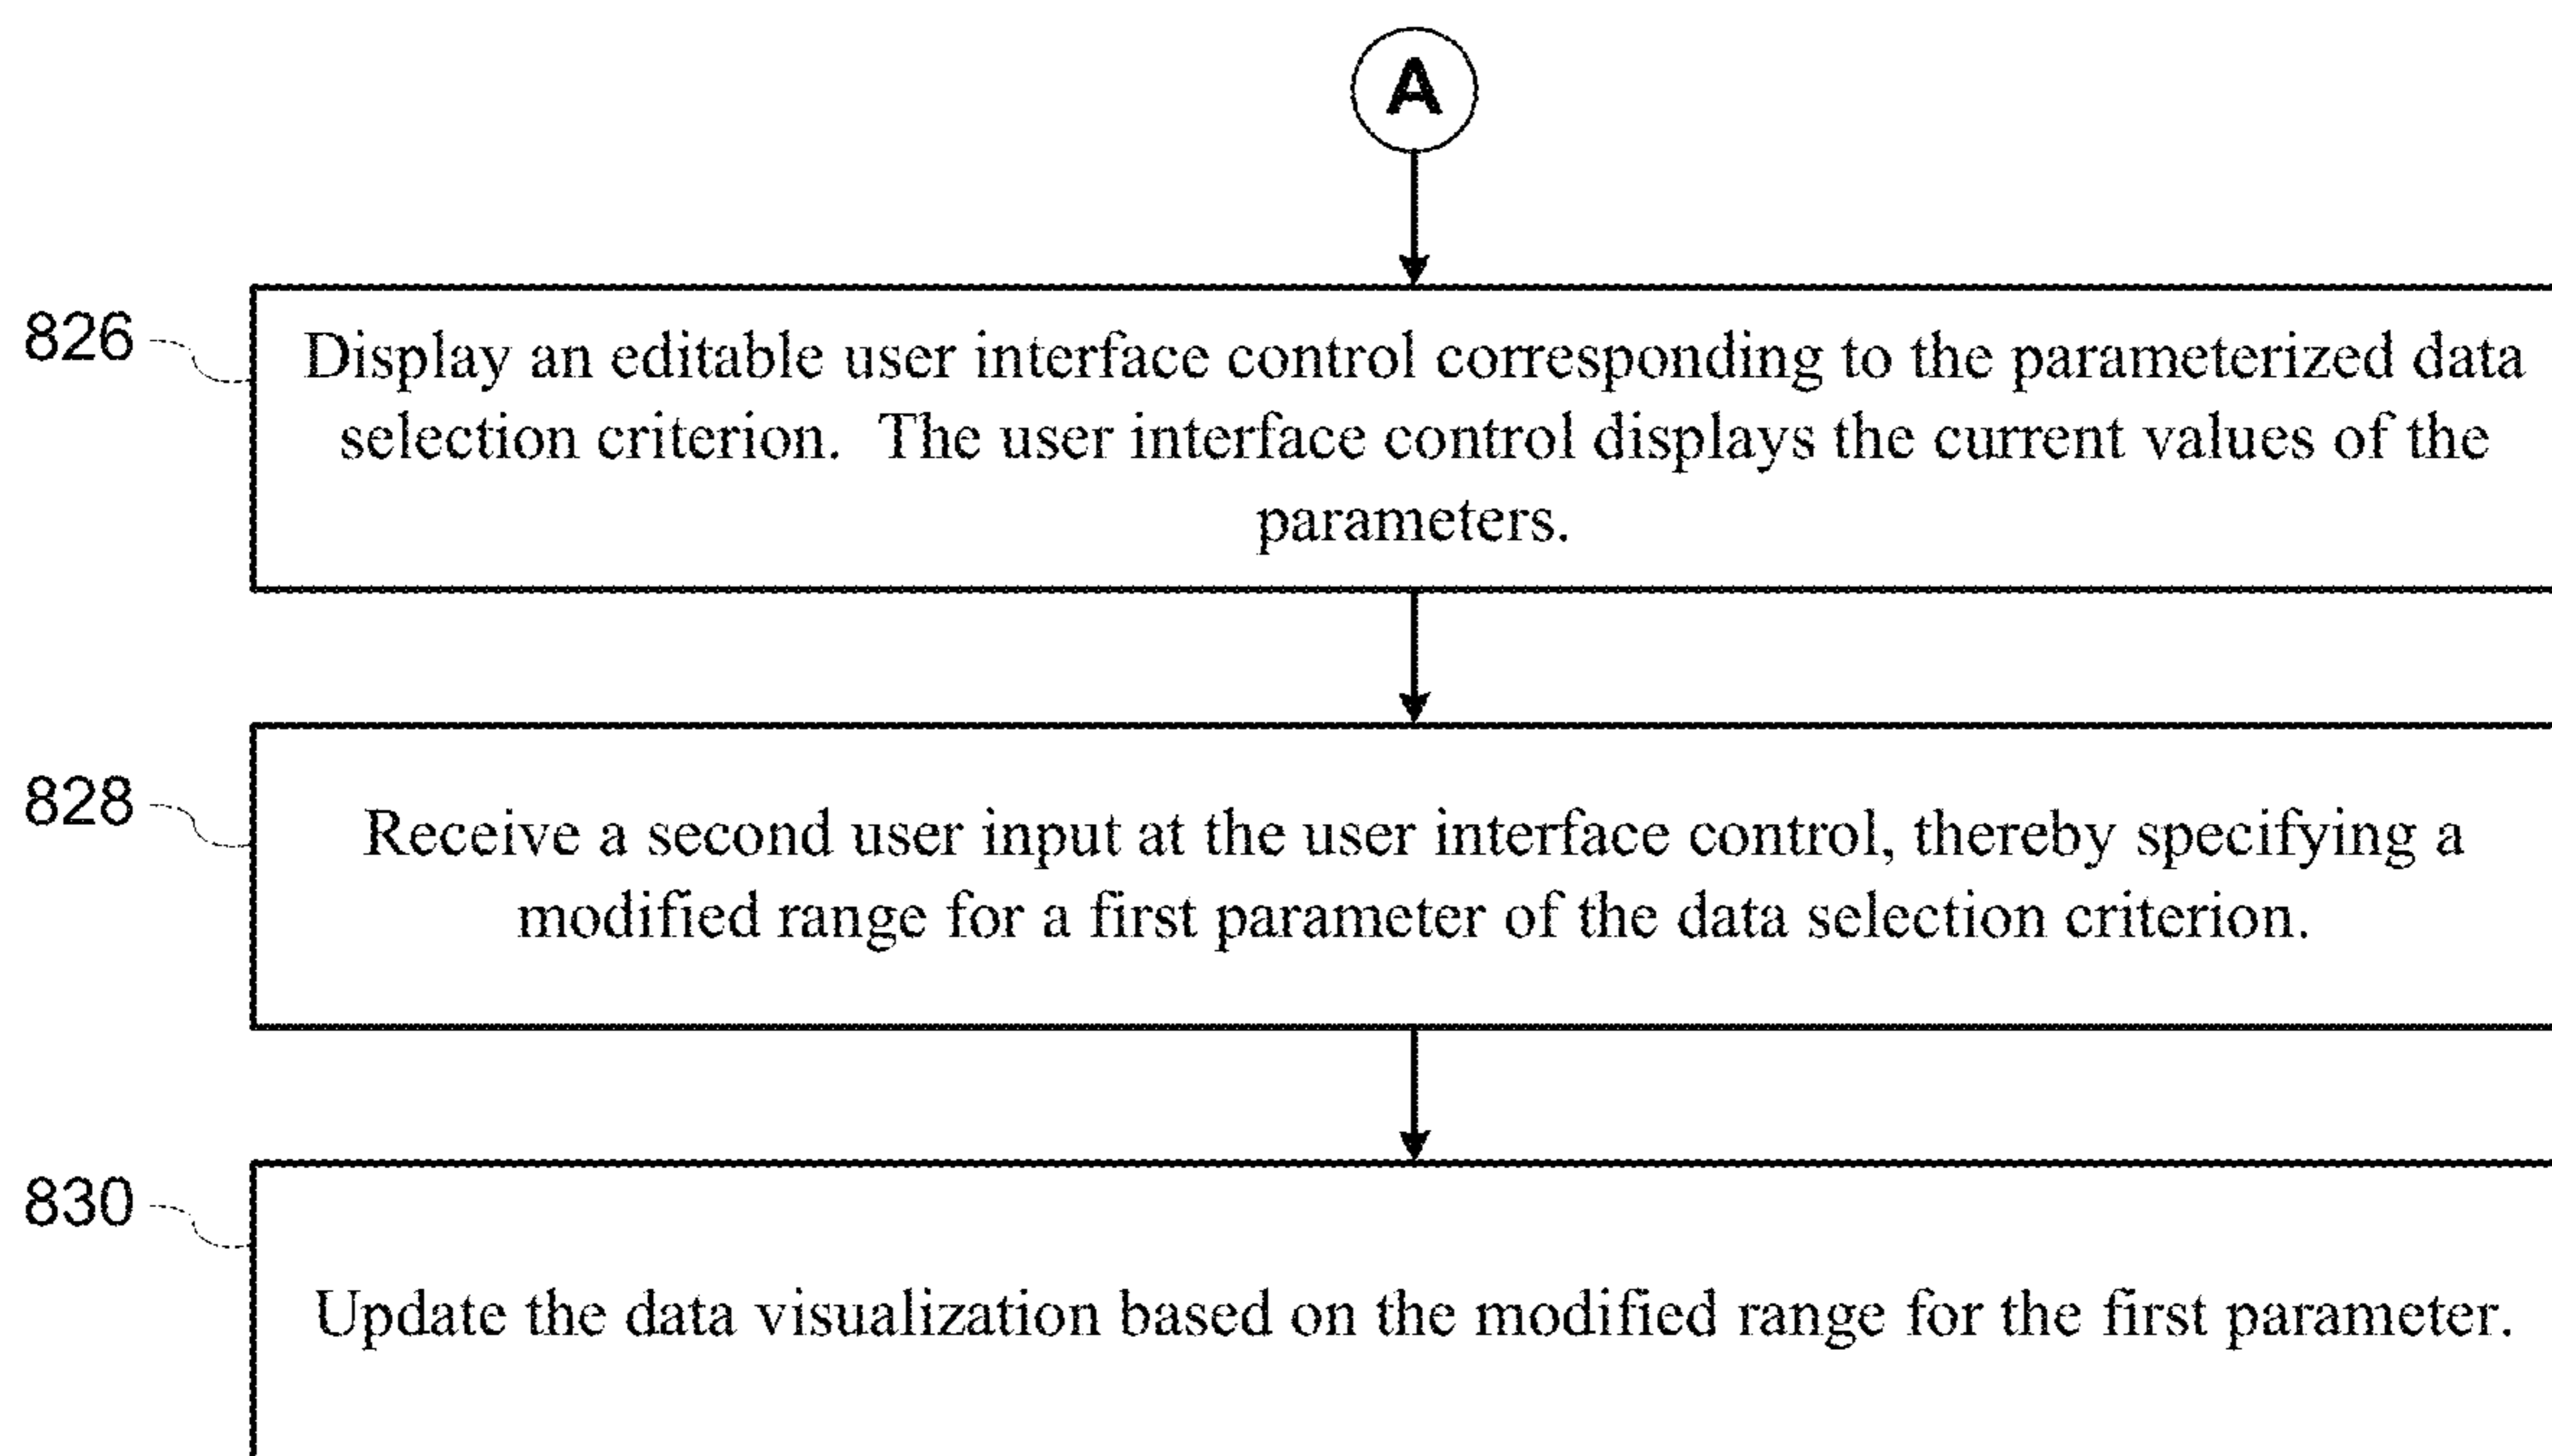 A
826
Display an editable user interface control corresponding to the parameterized data
selection criterion.  The user interface control displays the current values of the
parameters.
828
Receive a second user input at the user interface control, thereby specifying a
modified range for a first parameter of the data selection criterion.
830
Update the data visualization based on the modified range for the first parameter.